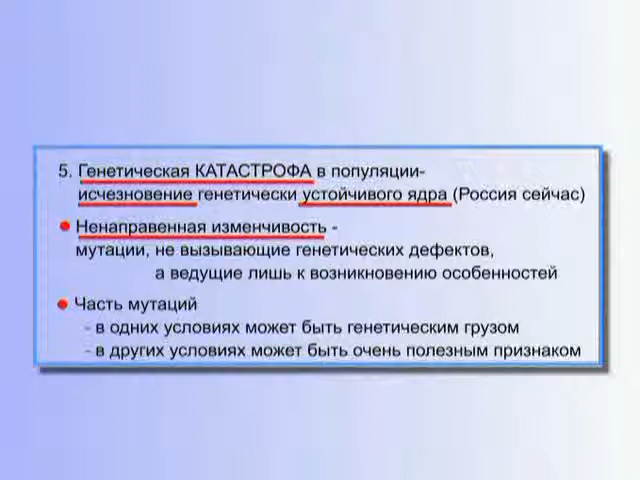 5. Генетическая КАТАСТРОФА в популяции-
исчезновение генетически устойчивого ядра (Россия сейчас)
Ненаправенная изменчивость -
мутации, не вызывающие генетических дефектов,
а ведущие лишь к возникновению особенностей
Часть мутаций
- в одних условиях может быть генетическим грузом
- в других условиях может быть очень полезным признаком